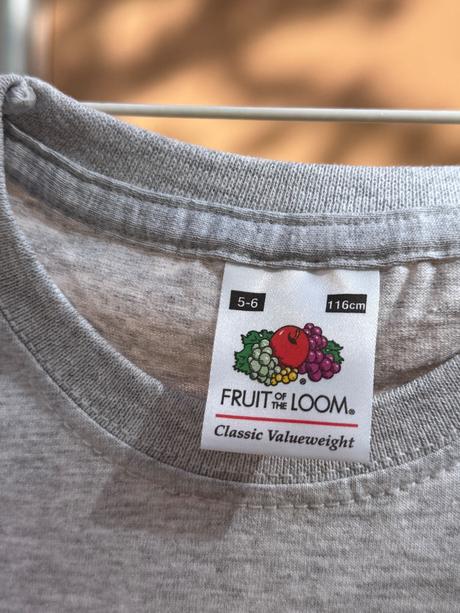 5-6 116cm
®
FRUIT OF THE LOOM®
Classic Valueweight